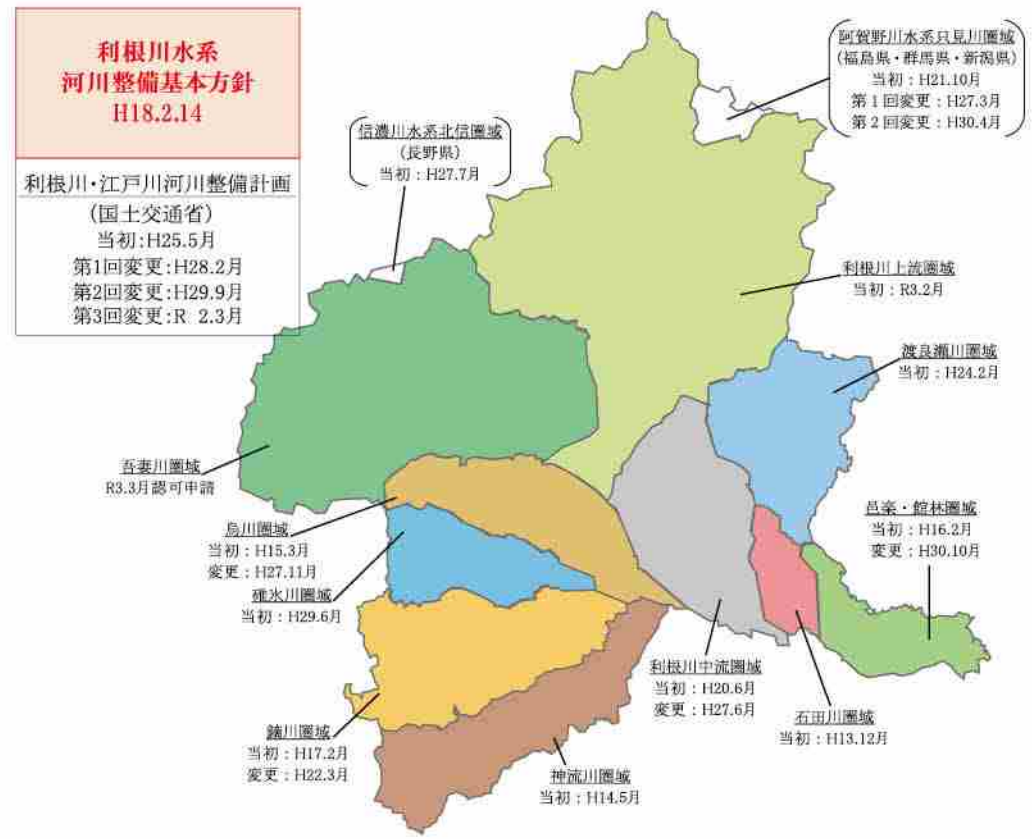 利根川水系
河川整備基本方針
H18.2.14
利根川・江戸川河川整備計画
(国土交通省)
当初:H25.5月
第1回変更:H28.2月
第2回変更:H29.9月
第3回変更:R 2.3月
信濃川水系北信圏域
(長野県)
当初：H27.7月
阿賀野川水系只見川圏域
(福島県・群馬県・新潟県)
当初：H21.10月
第１回変更：H27.3月
第２回変更：H30.4月
利根川上流圏域
当初：R3.2月
渡良瀬川圏域
当初：H24.2月
吾妻川圏域
R3.3月認可申請
烏川圏域
当初：H15.3月
変更：H27.11月
碓氷川圏域
当初：H29.6月
邑楽・館林圏域
当初：H16.2月
変更：H30.10月
利根川中流圏域
当初：H20.6月
変更：H27.6月
石田川圏域
当初：H13.12月
鏑川圏域
当初：H17.2月
変更：H22.3月
神流川圏域
当初：H14.5月